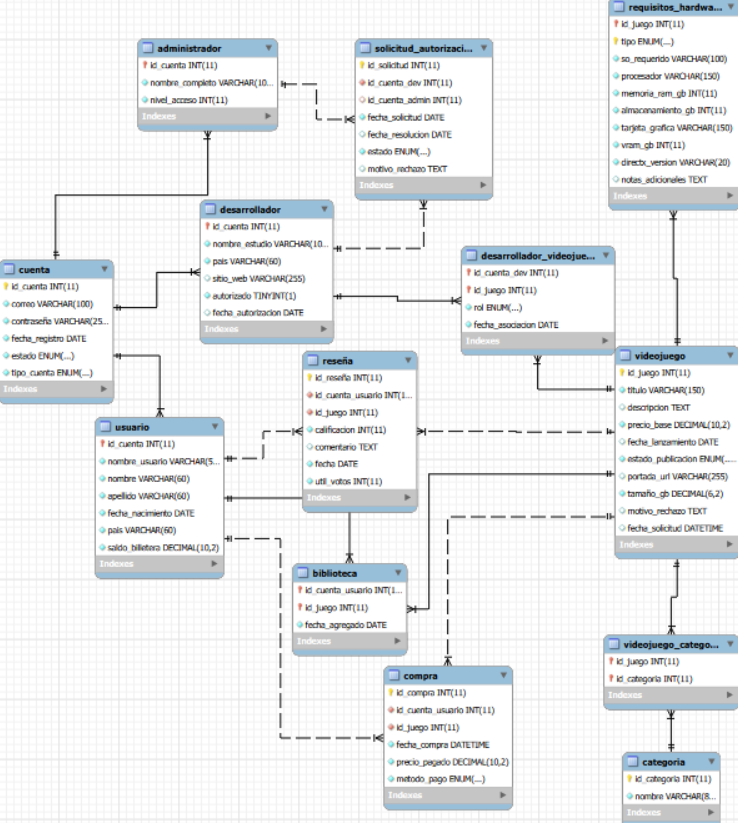 requisitos_hardwa...
id_juego INT(11)
tipo ENUM(...)
so_requerido VARCHAR(100)
procesador VARCHAR(150)
memoria_ram_gb INT(11)
almacenamiento_gb INT(11)
tarjeta_grafica VARCHAR(150)
vram_gb INT(11)
directx_version VARCHAR(20)
notas_adicionales TEXT
Indexes
administrador
id_cuenta INT(11)
nombre_completo VARCHAR(10...
nivel_acceso INT(11)
Indexes
solicitud_autorizaci...
id_solicitud INT(11)
id_cuenta_dev INT(11)
id_cuenta_admin INT(11)
fecha_solicitud DATE
fecha_resolucion DATE
estado ENUM(...)
motivo_rechazo TEXT
Indexes
desarrollador
id_cuenta INT(11)
nombre_estudio VARCHAR(10...
pais VARCHAR(60)
sitio_web VARCHAR(255)
autorizado TINYINT(1)
fecha_autorizacion DATE
Indexes
desarrollador_videojue...
id_cuenta_dev INT(11)
id_juego INT(11)
rol ENUM(...)
fecha_asociacion DATE
Indexes
cuenta
id_cuenta INT(11)
correo VARCHAR(100)
contraseña VARCHAR(25...
fecha_registro DATE
estado ENUM(...)
tipo_cuenta ENUM(...)
Indexes
reseña
id_reseña INT(11)
id_cuenta_usuario INT(1...
id_juego INT(11)
calificacion INT(11)
comentario TEXT
fecha DATE
util_votos INT(11)
Indexes
videojuego
id_juego INT(11)
titulo VARCHAR(150)
descripcion TEXT
precio_base DECIMAL(10,2)
fecha_lanzamiento DATE
estado_publicacion ENUM(...
portada_url VARCHAR(255)
tamaño_gb DECIMAL(6,2)
motivo_rechazo TEXT
fecha_solicitud DATETIME
Indexes
usuario
id_cuenta INT(11)
nombre_usuario VARCHAR(5...
nombre VARCHAR(60)
apellido VARCHAR(60)
fecha_nacimiento DATE
pais VARCHAR(60)
saldo_billetera DECIMAL(10,2)
Indexes
biblioteca
id_cuenta_usuario INT(1...
id_juego INT(11)
fecha_agregado DATE
Indexes
compra
id_compra INT(11)
id_cuenta_usuario INT(11)
id_juego INT(11)
fecha_compra DATETIME
precio_pagado DECIMAL(10,2)
metodo_pago ENUM(...)
Indexes
videojuego_catego...
id_juego INT(11)
id_categoria INT(11)
Indexes
categoria
id_categoria INT(11)
nombre VARCHAR(8...
Indexes